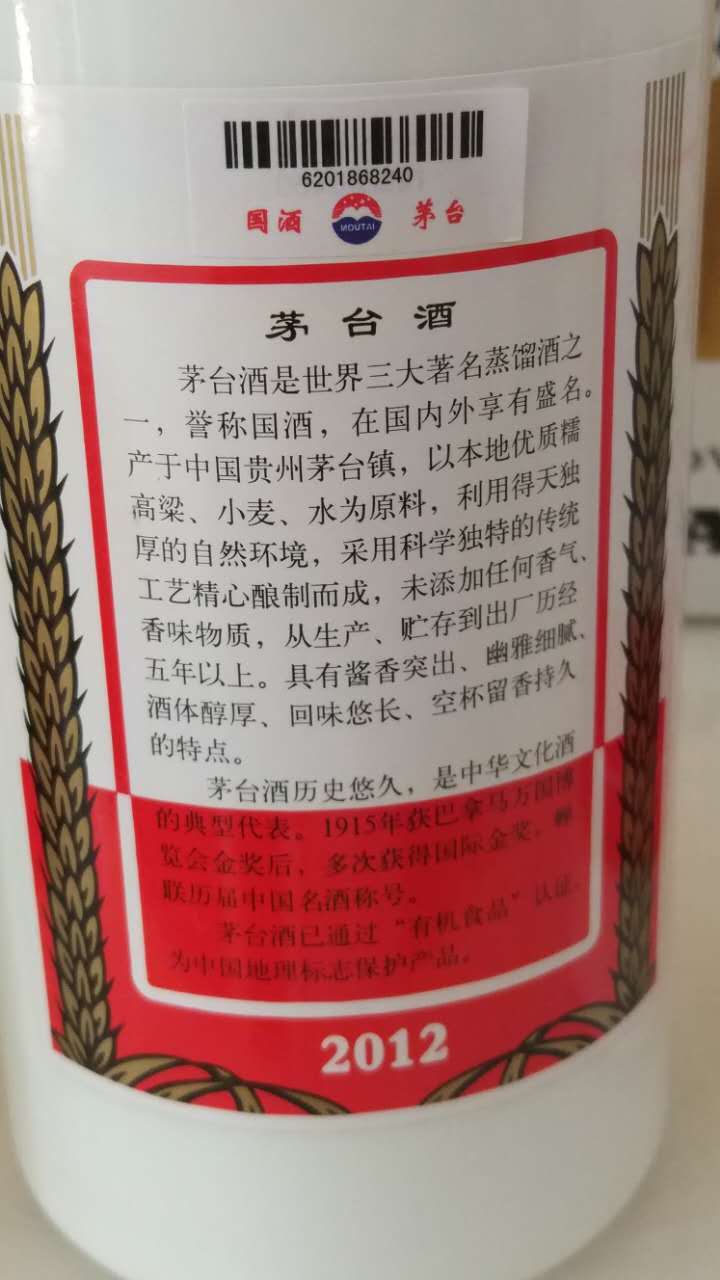 6201868240
国酒 MOUTAI 茅台
茅台酒
茅台酒是世界三大著名蒸馏酒之
一，誉称国酒，在国内外享有盛名。
产于中国贵州茅台镇，以本地优质糯
高粱、小麦、水为原料，利用得天独
厚的自然环境，采用科学独特的传统
工艺精心酿制而成，未添加任何香气、
香味物质，从生产、贮存到出厂历经
五年以上。具有酱香突出、幽雅细腻、
酒体醇厚、回味悠长、空杯留香持久
的特点。
茅台酒历史悠久，是中华文化酒
的典型代表。1915年获巴拿马万国博
览会金奖后，多次获得国际金奖，蝉
联历届中国名酒称号。
茅台酒已通过“有机食品”认证。
为中国地理标志保护产品。
2012